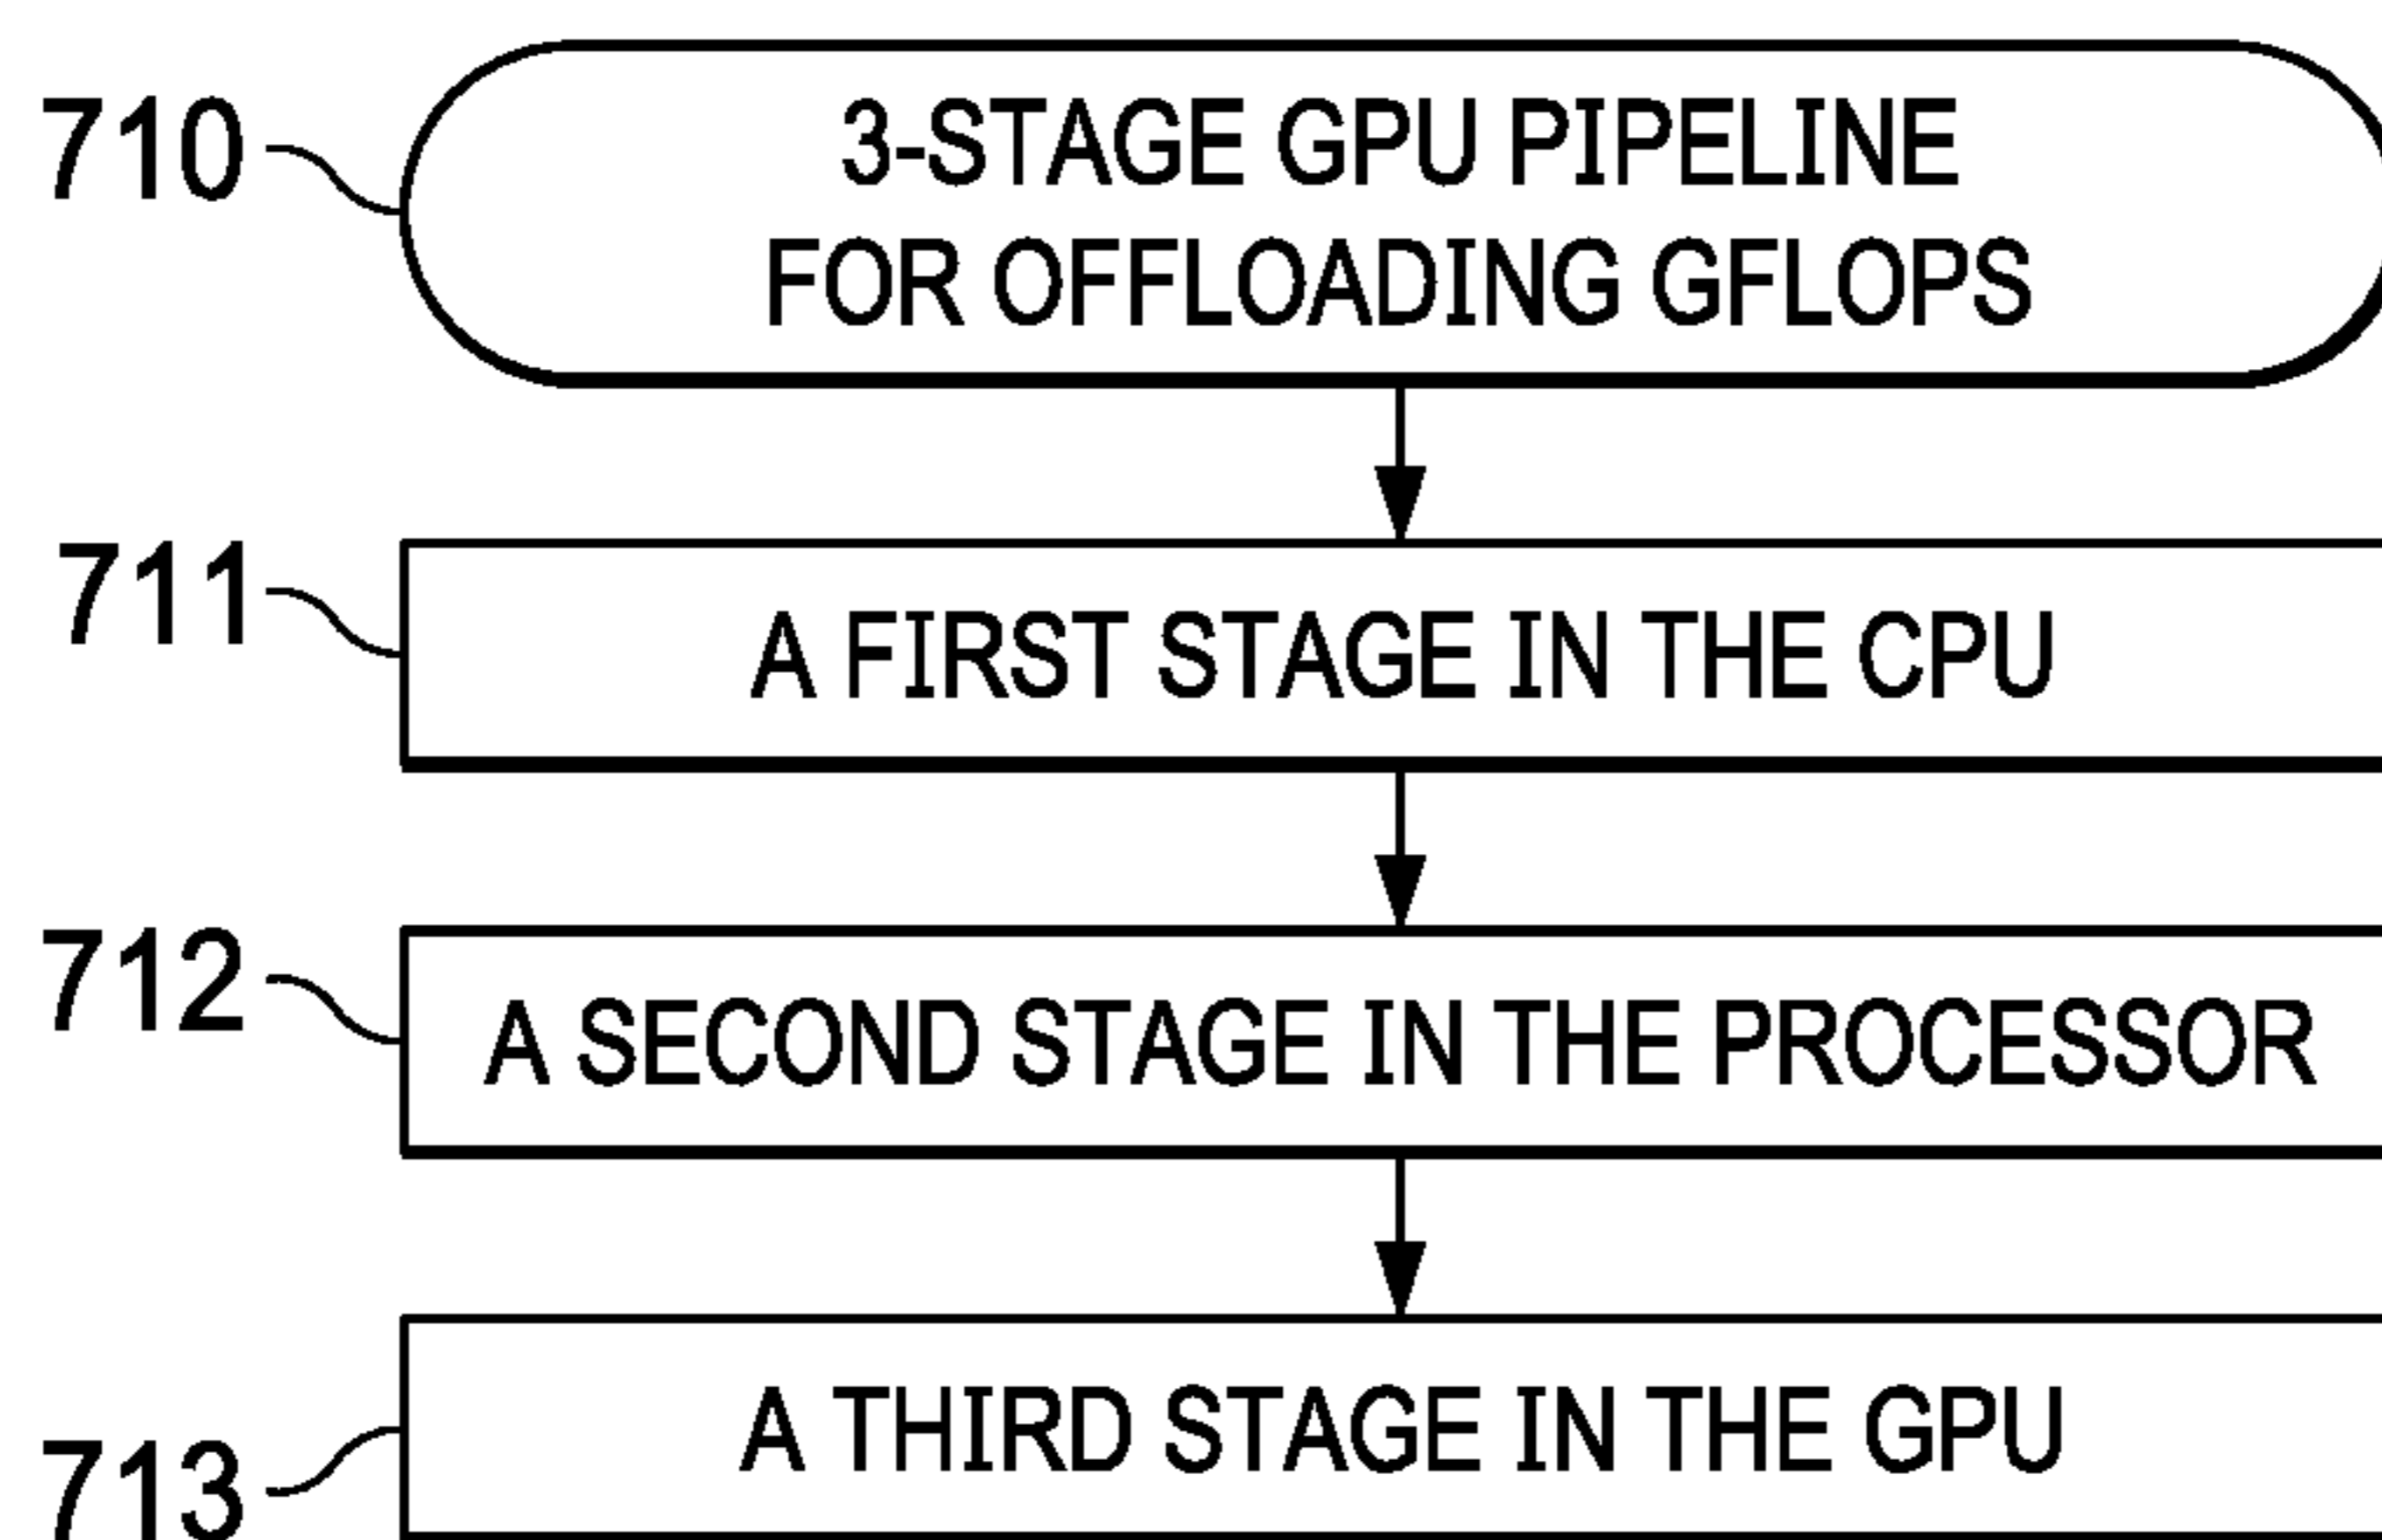 710
3-STAGE GPU PIPELINE
FOR OFFLOADING GFLOPS
711
A FIRST STAGE IN THE CPU
712
A SECOND STAGE IN THE PROCESSOR
713
A THIRD STAGE IN THE GPU